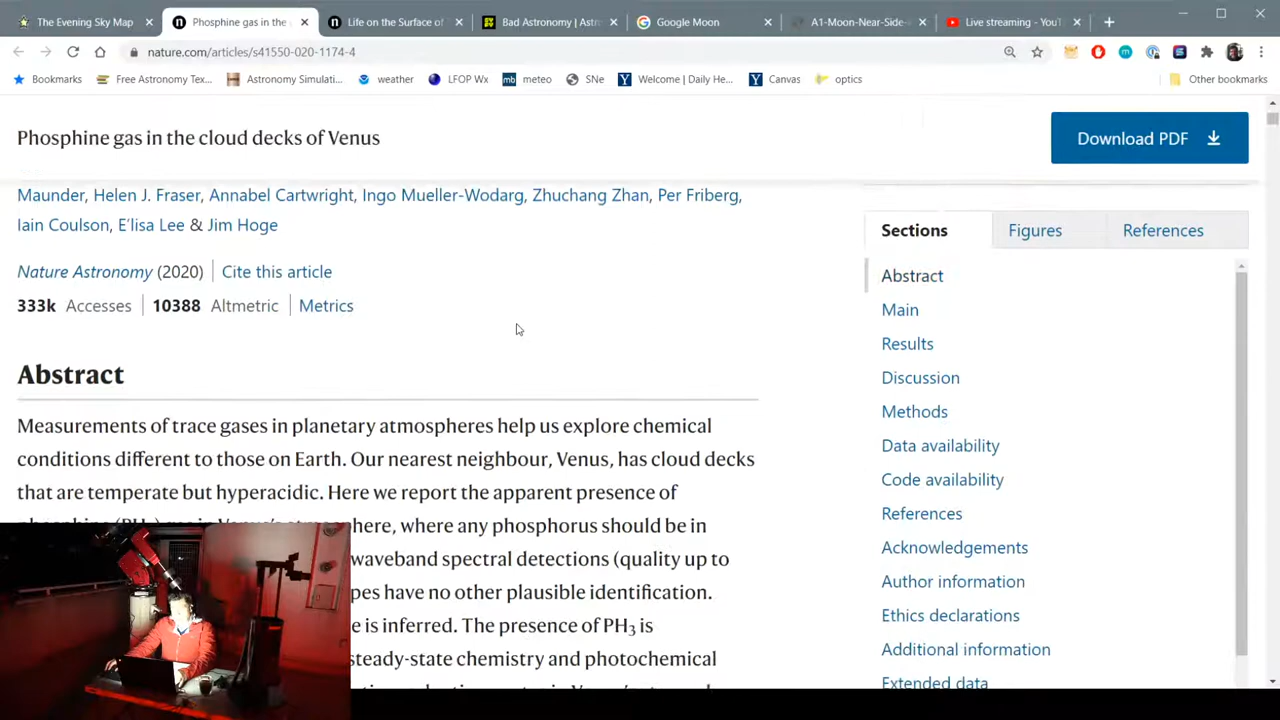 The Evening Sky Map
Phosphine gas in the c
Life on the Surface of
Bad Astronomy | Ast
Google Moon
A1-Moon-Near-Side-
Live streaming - YouT
nature.com/articles/s41550-020-1174-4
Bookmarks
Free Astronomy Tex...
Astronomy Simulati...
weather
LFOP Wx
mb meteo
SNe
Welcome | Daily He...
Canvas
optics
Other bookmarks
Phosphine gas in the cloud decks of Venus
Download PDF
Maunder, Helen J. Fraser, Annabel Cartwright, Ingo Mueller-Wodarg, Zhuchang Zhan, Per Friberg,
Iain Coulson, E'lisa Lee & Jim Hoge
Nature Astronomy (2020) Cite this article
333k Accesses 10388 Altmetric Metrics
Abstract
Measurements of trace gases in planetary atmospheres help us explore chemical
conditions different to those on Earth. Our nearest neighbour, Venus, has cloud decks
that are temperate but hyperacidic. Here we report the apparent presence of
where any phosphorus should be in
waveband spectral detections (quality up to
pes have no other plausible identification.
e is inferred. The presence of PH3 is
steady-state chemistry and photochemical
Sections Figures References
Abstract
Main
Results
Discussion
Methods
Data availability
Code availability
References
Acknowledgements
Author information
Ethics declarations
Additional information
Extended data